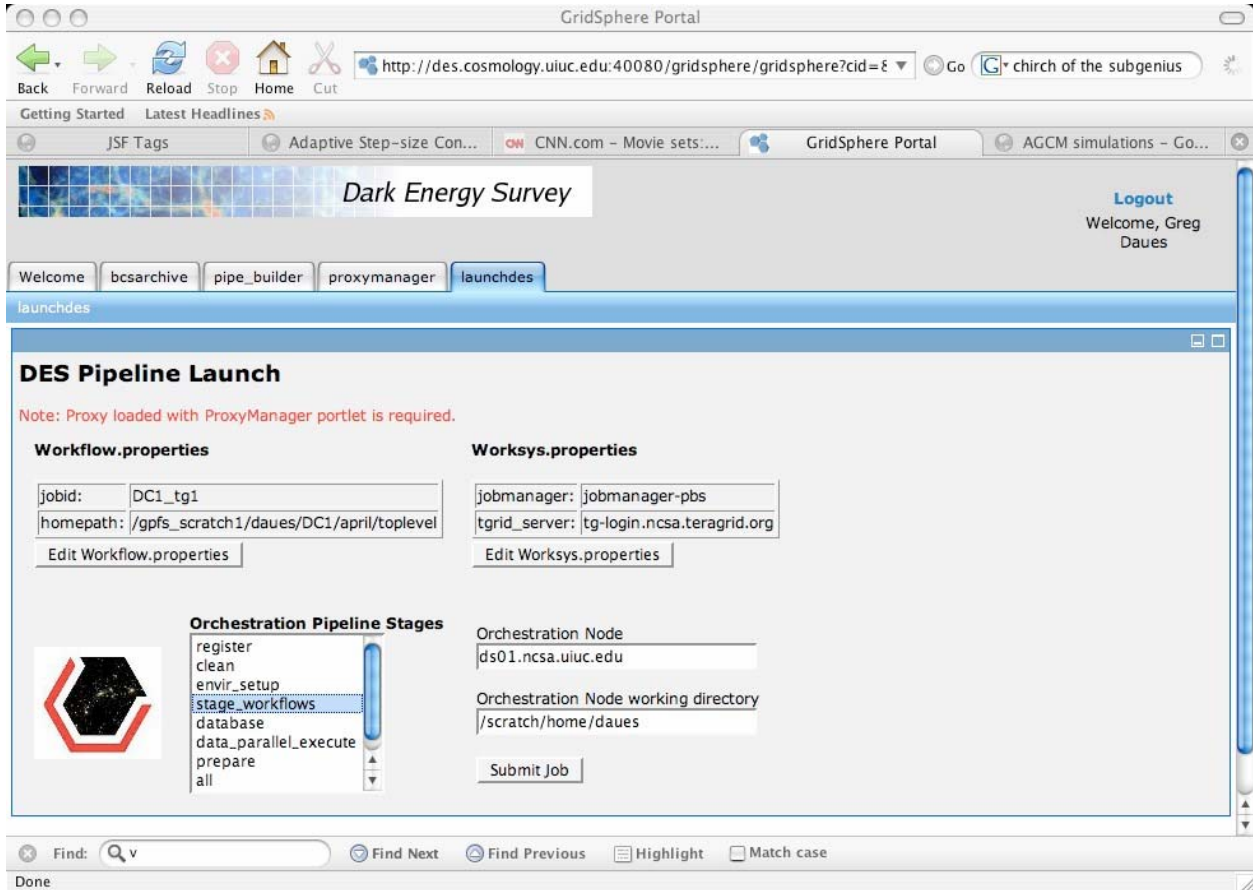 GridSphere Portal
Back Forward Reload Stop Home Cut http://des.cosmology.uiuc.edu:40080/gridsphere/gridsphere?cid=8 Go G chirch of the subgenius
Getting Started Latest Headlines
JSF Tags Adaptive Step-size Con... CNN CNN.com - Movie sets:... GridSphere Portal AGCM simulations - Go...
Dark Energy Survey
Logout
Welcome, Greg
Daues
Welcome bcsarchive pipe_builder proxymanager launchdes
launchdes
DES Pipeline Launch
Note: Proxy loaded with ProxyManager portlet is required.
Workflow.properties Worksys.properties
jobid: DC1_tg1 jobmanager: jobmanager-pbs
homepath: /gpfs_scratch1/daues/DC1/april/toplevel tgrid_server: tg-login.ncsa.teragrid.org
Edit Workflow.properties Edit Worksys.properties
Orchestration Pipeline Stages
register
clean
envir_setup
stage_workflows
database
data_parallel_execute
prepare
all
Orchestration Node
ds01.ncsa.uiuc.edu
Orchestration Node working directory
/scratch/home/daues
Submit Job
Find: v Find Next Find Previous Highlight Match case
Done